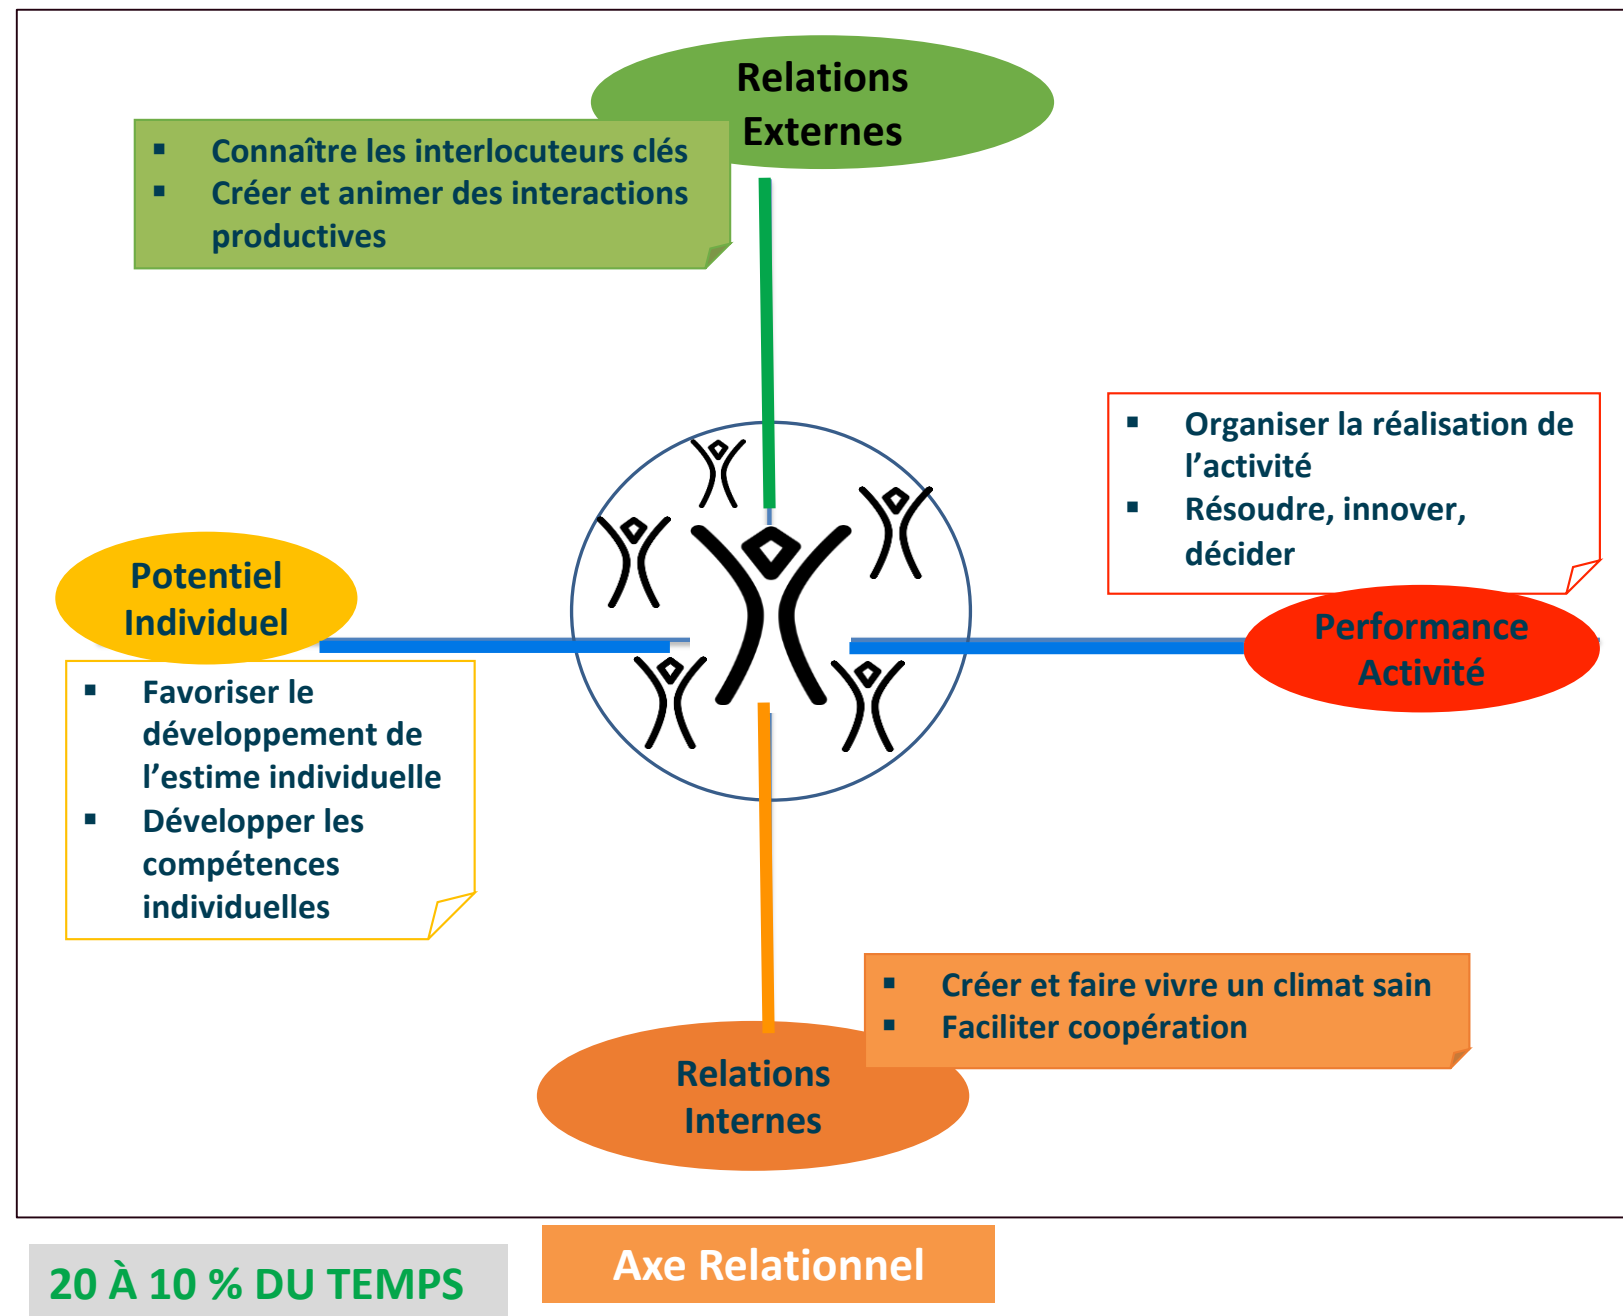 Relations
Externes
▪ Connaître les interlocuteurs clés
▪ Créer et animer des interactions
productives
▪ Organiser la réalisation de
l’activité
▪ Résoudre, innover,
décider
Potentiel
Individuel
Performance
Activité
▪ Favoriser le
développement de
l’estime individuelle
▪ Développer les
compétences
individuelles
▪ Créer et faire vivre un climat sain
▪ Faciliter coopération
Relations
Internes
Axe Relationnel
20 À 10 % DU TEMPS